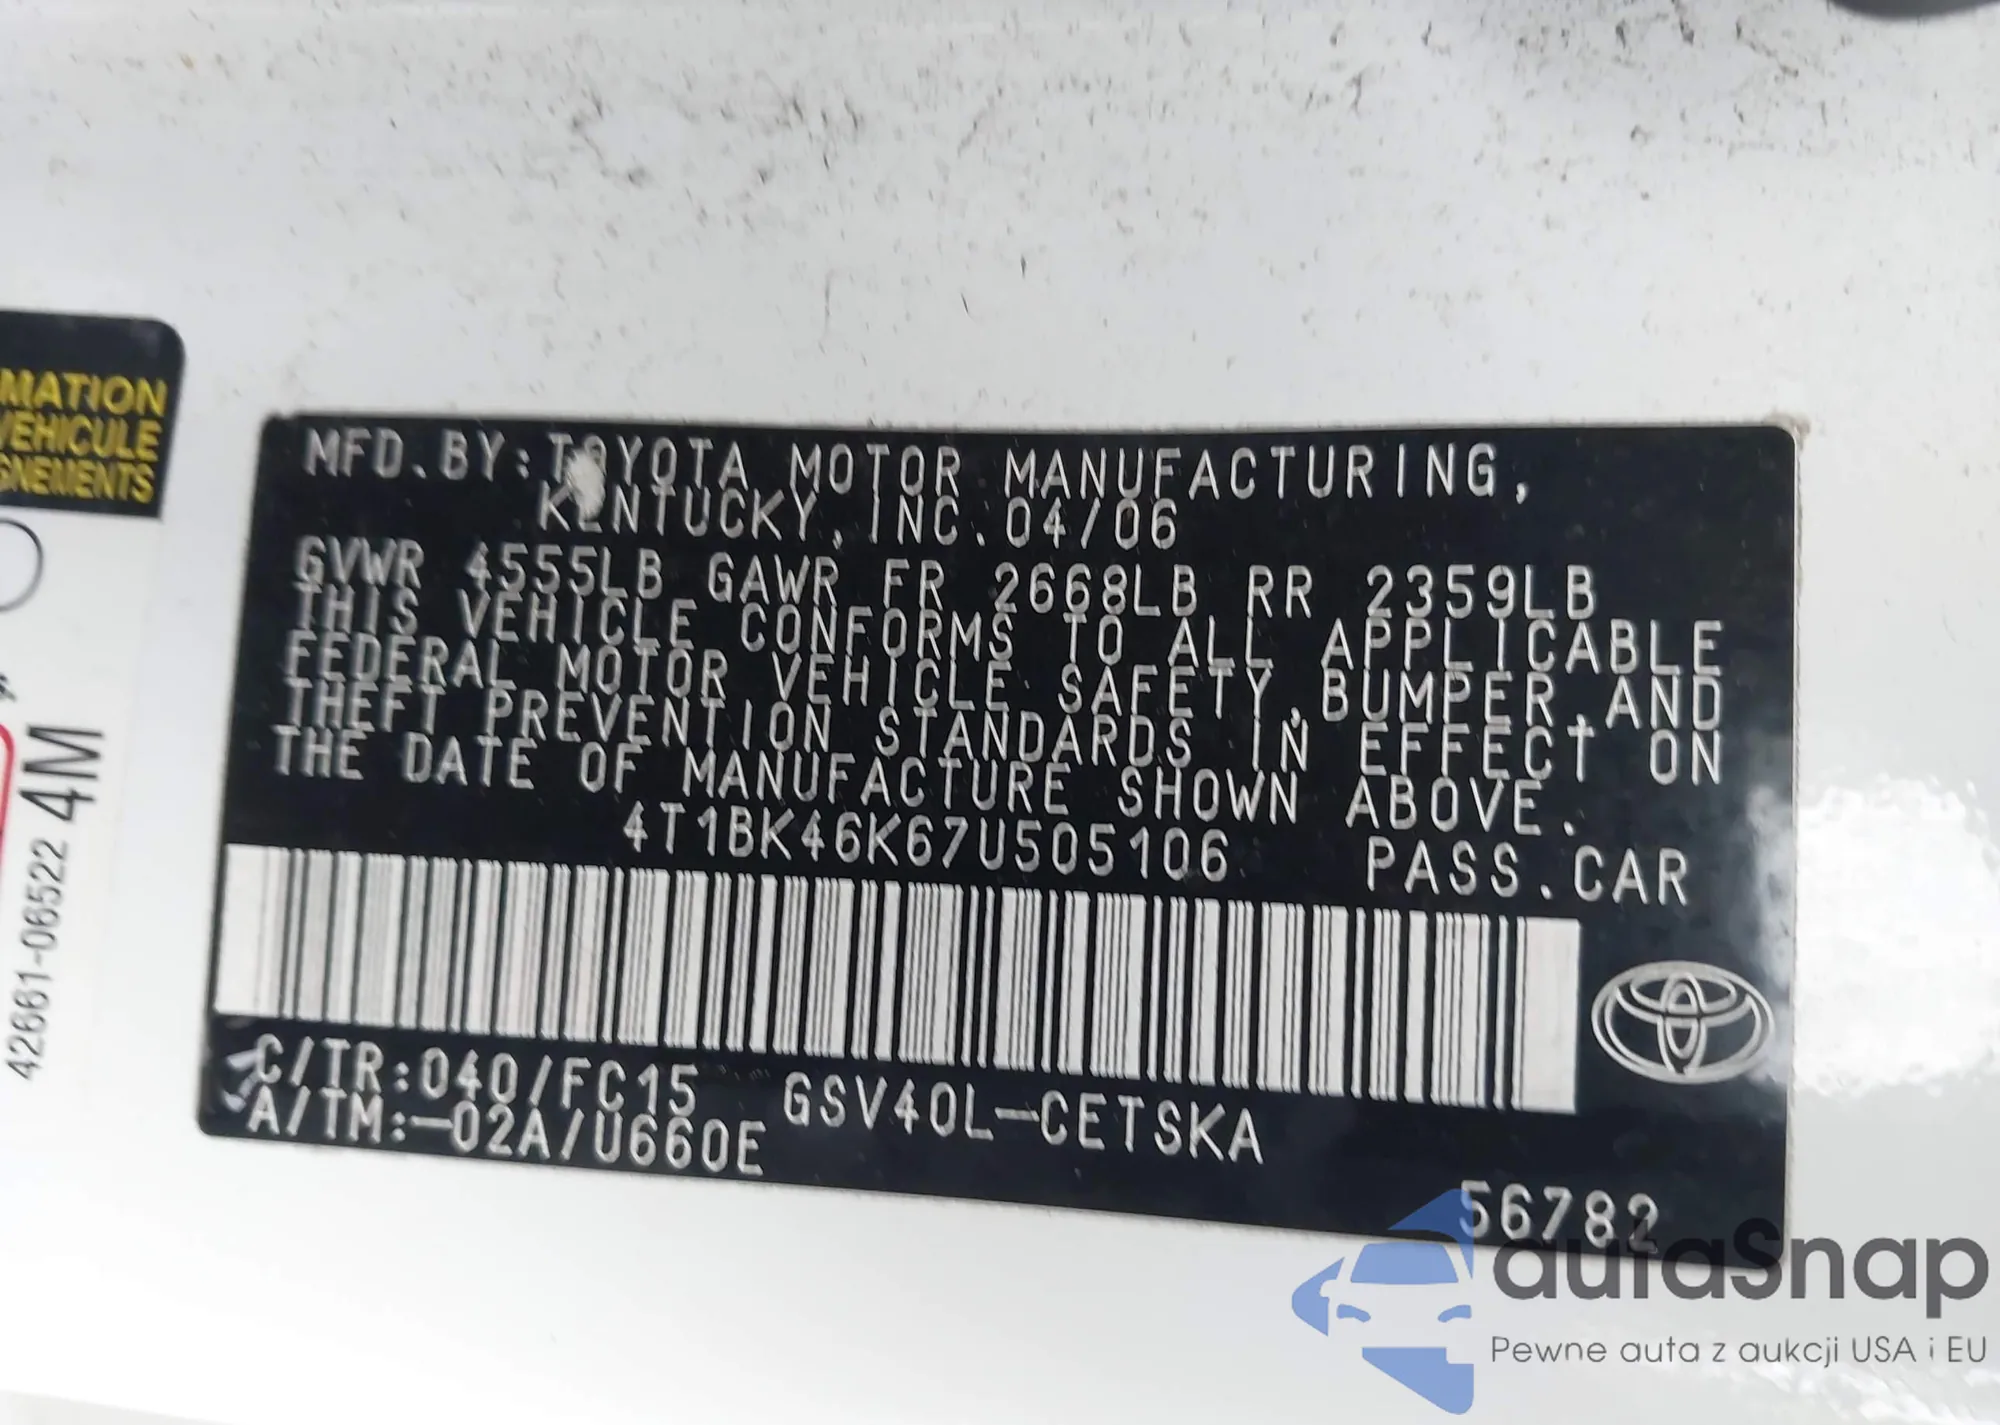 MATION
VEHICULE
GNEMENTS
42661-06522 4M
MFD.BY:TOYOTA MOTOR MANUFACTURING,
KENTUCKY, INC.04/06
GVWR 4555LB GAWR FR 2668LB RR 2359LB
THIS VEHICLE CONFORMS TO ALL APPLICABLE
FEDERAL MOTOR VEHICLE SAFETY,BUMPER,AND
THEFT PREVENTION STANDARDS IN EFFECT ON
THE DATE OF MANUFACTURE SHOWN ABOVE.
4T1BK46K67U505106 PASS.CAR
C/TR:040/FC15 GSV40L-CETSKA
A/TM:-02A/U660E
56782
autaSnap
Pewne auta z aukcji USA i EU